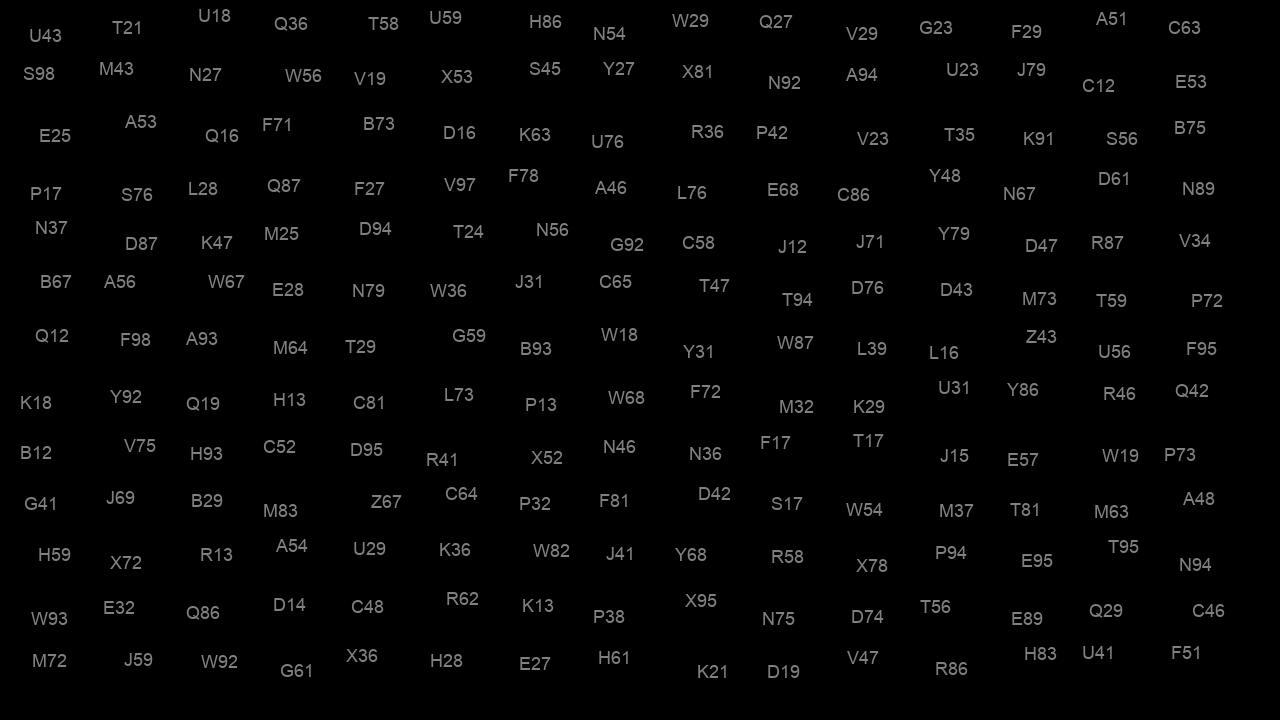 U43 T21 U18 Q36 T58 U59 H86 N54 W29 Q27 V29 G23 F29 A51 C63
S98 M43 N27 W56 V19 X53 S45 Y27 X81 N92 A94 U23 J79 C12 E53
E25 A53 Q16 F71 B73 D16 K63 U76 R36 P42 V23 T35 K91 S56 B75
P17 S76 L28 Q87 F27 V97 F78 A46 L76 E68 C86 Y48 N67 D61 N89
N37 D87 K47 M25 D94 T24 N56 G92 C58 J12 J71 Y79 D47 R87 V34
B67 A56 W67 E28 N79 W36 J31 C65 T47 T94 D76 D43 M73 T59 P72
Q12 F98 A93 M64 T29 G59 B93 W18 Y31 W87 L39 L16 Z43 U56 F95
K18 Y92 Q19 H13 C81 L73 P13 W68 F72 M32 K29 U31 Y86 R46 Q42
B12 V75 H93 C52 D95 R41 X52 N46 N36 F17 T17 J15 E57 W19 P73
G41 J69 B29 M83 Z67 C64 P32 F81 D42 S17 W54 M37 T81 M63 A48
H59 X72 R13 A54 U29 K36 W82 J41 Y68 R58 X78 P94 E95 T95 N94
W93 E32 Q86 D14 C48 R62 K13 P38 X95 N75 D74 T56 E89 Q29 C46
M72 J59 W92 G61 X36 H28 E27 H61 K21 D19 V47 R86 H83 U41 F51